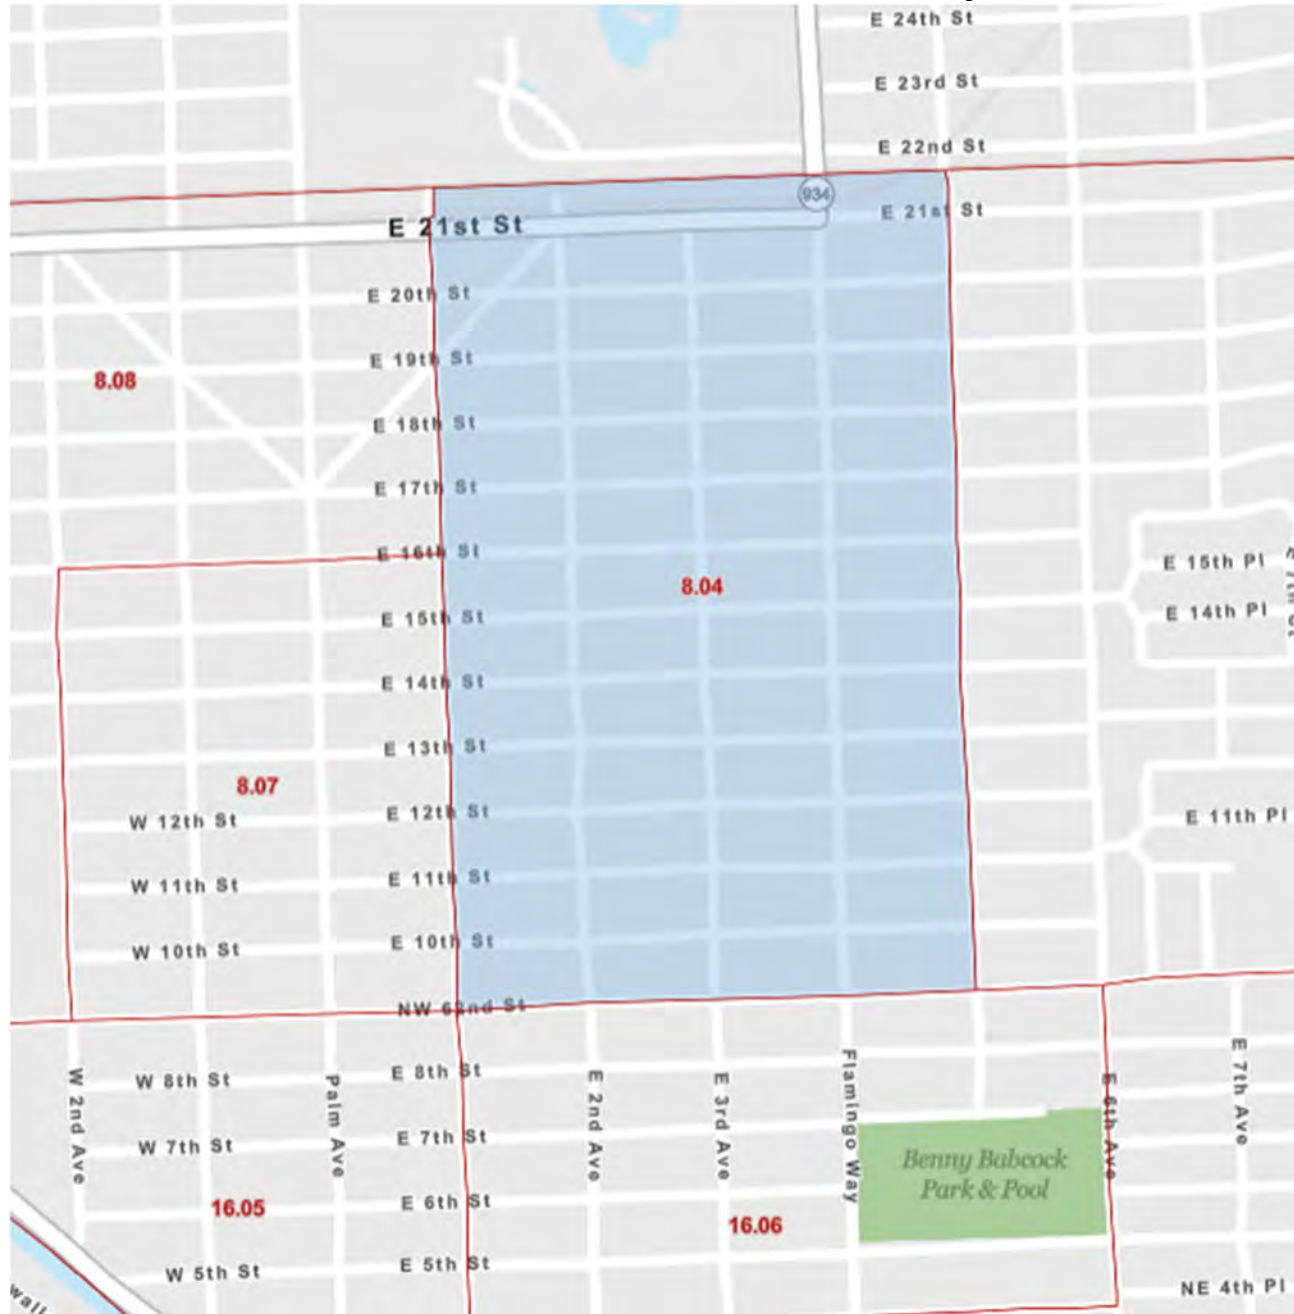 E 24th St
E 23rd St
E 22nd St
934
E 21st St
E 21st St
E 20th St
E 19th St
8.08
E 18th St
E 17th St
E 16th St
E 15th Pl
8.04
E 14th Pl
E 15th St
E 14th St
E 13th St
8.07
E 12th St
W 12th St
E 11th Pl
E 11th St
W 11th St
E 10th St
W 10th St
NW 62nd St
E 8th St
W 8th St
W 2nd Ave
Palm Ave
E 2nd Ave
E 3rd Ave
Flamingo Way
E 6th Ave
E 7th Ave
E 7th St
W 7th St
Benny Babcock
Park & Pool
E 6th St
16.05
16.06
E 5th St
W 5th St
NE 4th Pl